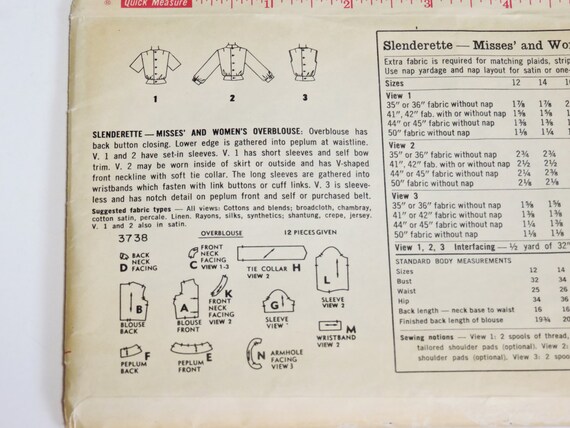 Quick Measure 1 2 3 4
1 2 3
SLENDERETTE — MISSES' AND WOMEN'S OVERBLOUSE: Overblouse has
back button closing. Lower edge is gathered into peplum at waistline.
V. 1 and 2 have set-in sleeves. V. 1 has short sleeves and self bow
trim. V. 2 may be worn inside of skirt or outside and has V-shaped
front neckline with soft tie collar. The long sleeves are gathered into
wristbands which fasten with link buttons or cuff links. V. 3 is sleeve-
less and has notch detail on peplum front and self or purchased belt.
Suggested fabric types — All views: Cottons and blends; broadcloth, chambray,
cotton satin, percale. Linen. Rayons, silks, synthetics; shantung, crepe, jersey.
V. 1 and 2 also in satin.
3738 OVERBLOUSE 12 PIECES GIVEN
BACK
NECK
D FACING
FRONT
NECK
C FACING
VIEW 1-3
TIE COLLAR H
VIEW 2
L
SLEEVE
VIEW 2
B
BLOUSE
BACK
A
BLOUSE
FRONT
K
FRONT
NECK
FACING
VIEW 2
G
SLEEVE
VIEW
M
WRISTBAND
VIEW 2
F
PEPLUM
BACK
E
PEPLUM
FRONT
N ARMHOLE
FACING
VIEW 3
Slenderette — Misses' and
Extra fabric is required for matching plaids,
Use nap yardage and nap layout for satin or one-
Sizes 12 14
View 1
35" or 36" fabric without nap 1⅞ 1⅞ 2
41", 42" fab. with or without nap 1⅝ 1¾
44" or 45" fabric without nap 1⅜ 1⅜
50" fabric without nap 1¼ 1¼
View 2
35" or 36" fabric without nap 2¾ 2¾
41", 42" fab. with or without nap 2½ 2½
44" or 45" fabric without nap 2¼ 2⅜
50" fabric without nap 2⅛ 2⅛
View 3
35" or 36" fabric without nap 1⅝ 1⅝
41" or 42" fabric without nap 1⅜ 1⅜
44" or 45" fabric without nap 1¼ 1⅜
50" fabric without nap 1⅛ 1⅛
View 1, 2, 3 Interfacing — ½ yard of 32"
STANDARD BODY MEASUREMENTS
Sizes 12 14
Bust 32 34
Waist 25 26
Hip 34 36
Back length — neck base to waist 16 16
Finished back length of blouse 19¾ 20
Sewing notions — View 1: 2 spools of thread,
tailored shoulder pads (optional). View 2:
shoulder pads (optional). View 3: 2 spools